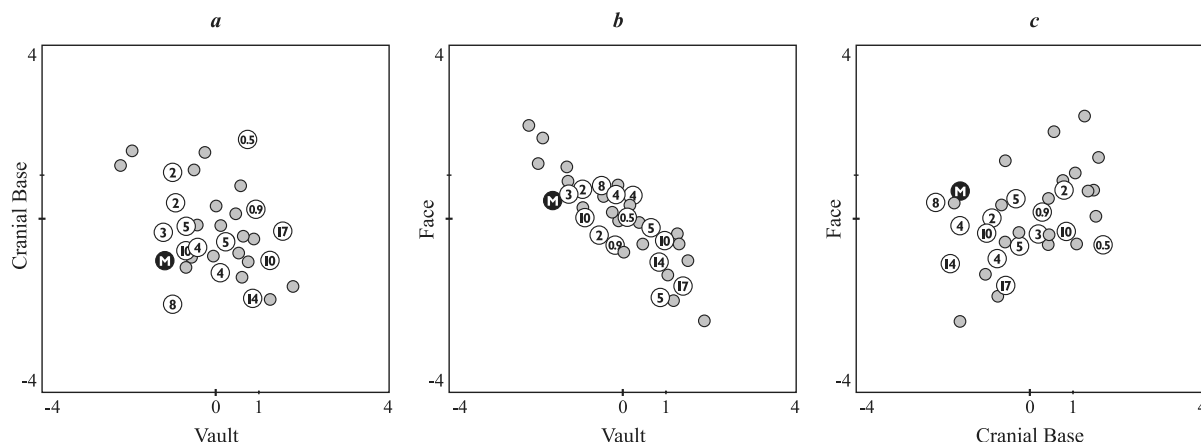 a b c
4 4 4
0.5
2
2 0.9
5 17
3 5
10 4 10
M 4
8 14
8
3 2 4 4
M
10 0.5
2 5
0.9 10
14
17
5
M 2
8 5
4 2 0.9
10 3 10
5 0.5
14 4
17
Cranial Base Face Face
-4 -4 -4
-4 0 1 4 -4 0 1 4 -4 0 1 4
Vault Vault Cranial Base